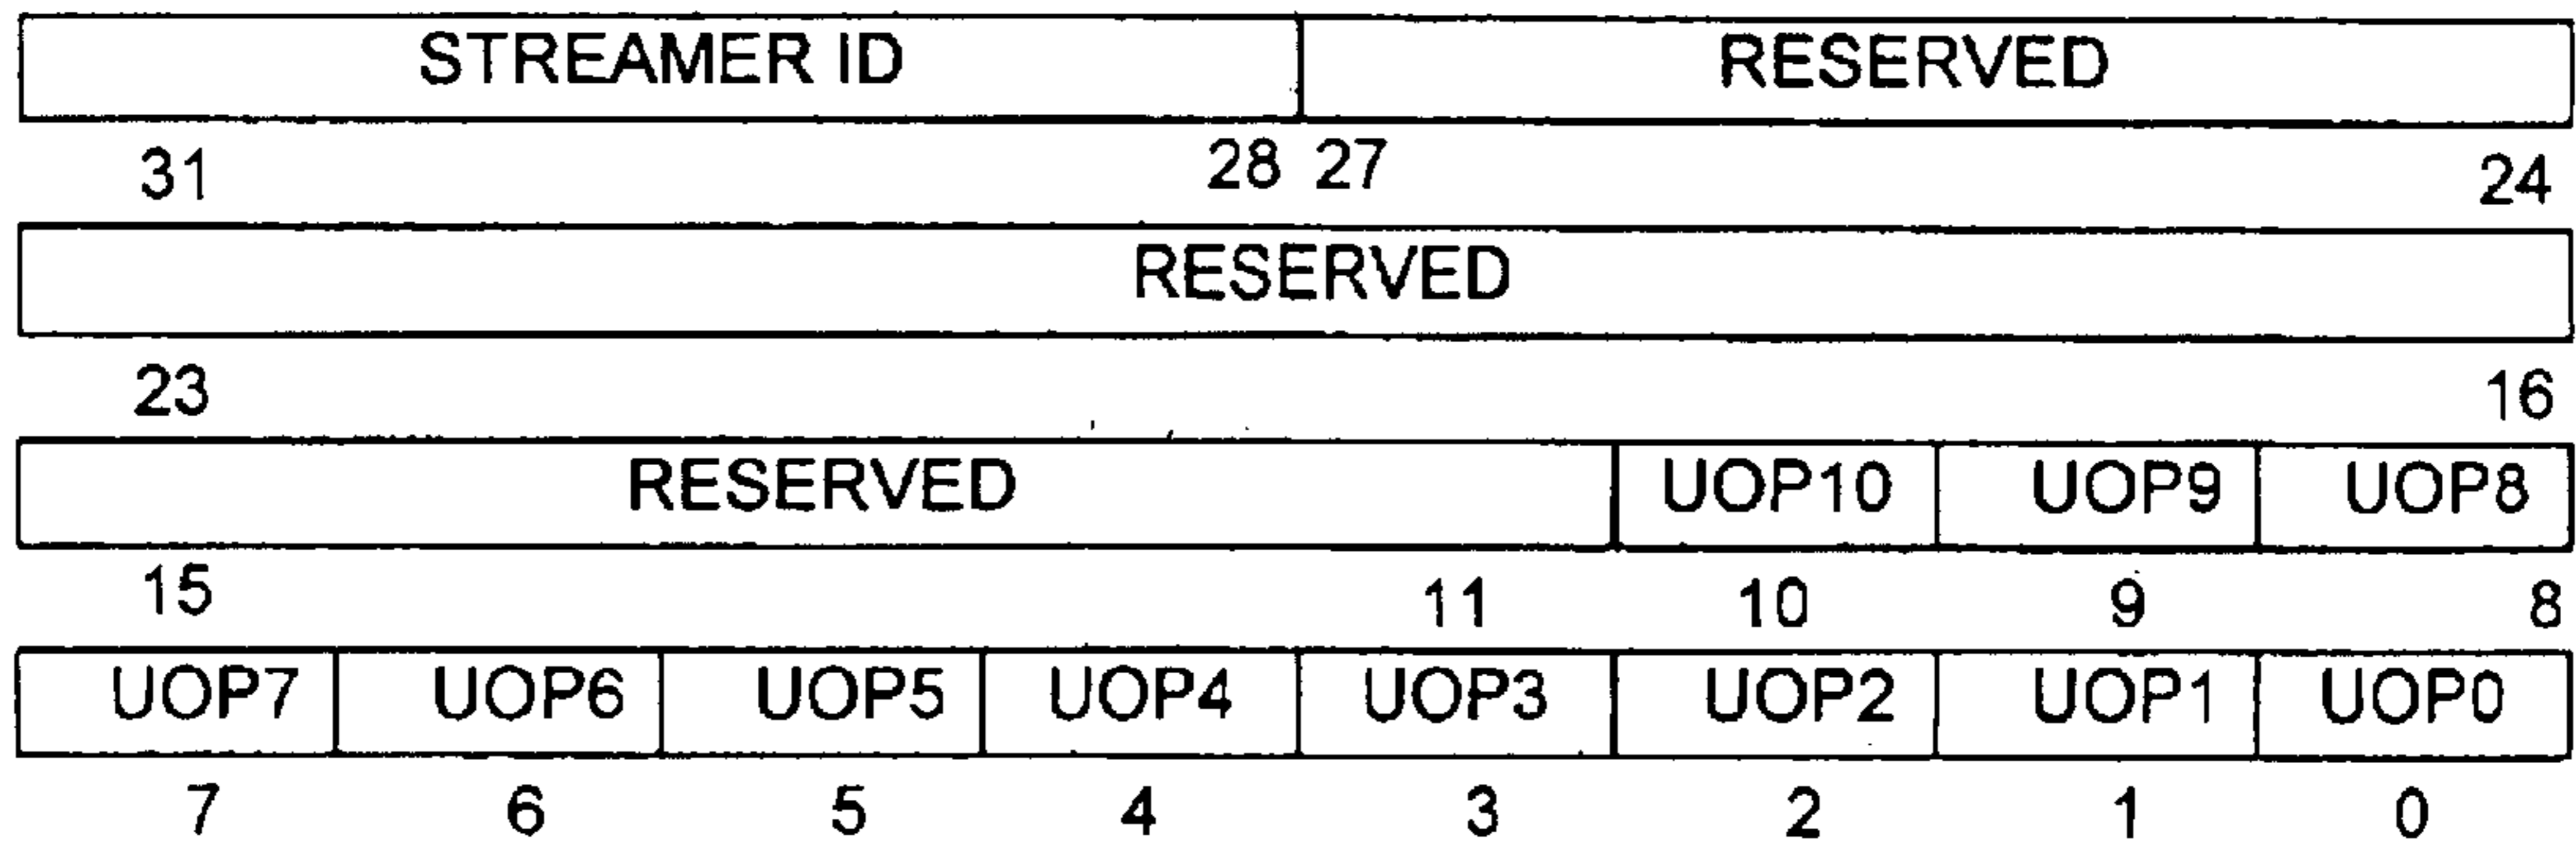 STREAMER ID RESERVED
31 28 27 24
RESERVED
23 16
RESERVED UOP10 UOP9 UOP8
15 11 10 9 8
UOP7 UOP6 UOP5 UOP4 UOP3 UOP2 UOP1 UOP0
7 6 5 4 3 2 1 0